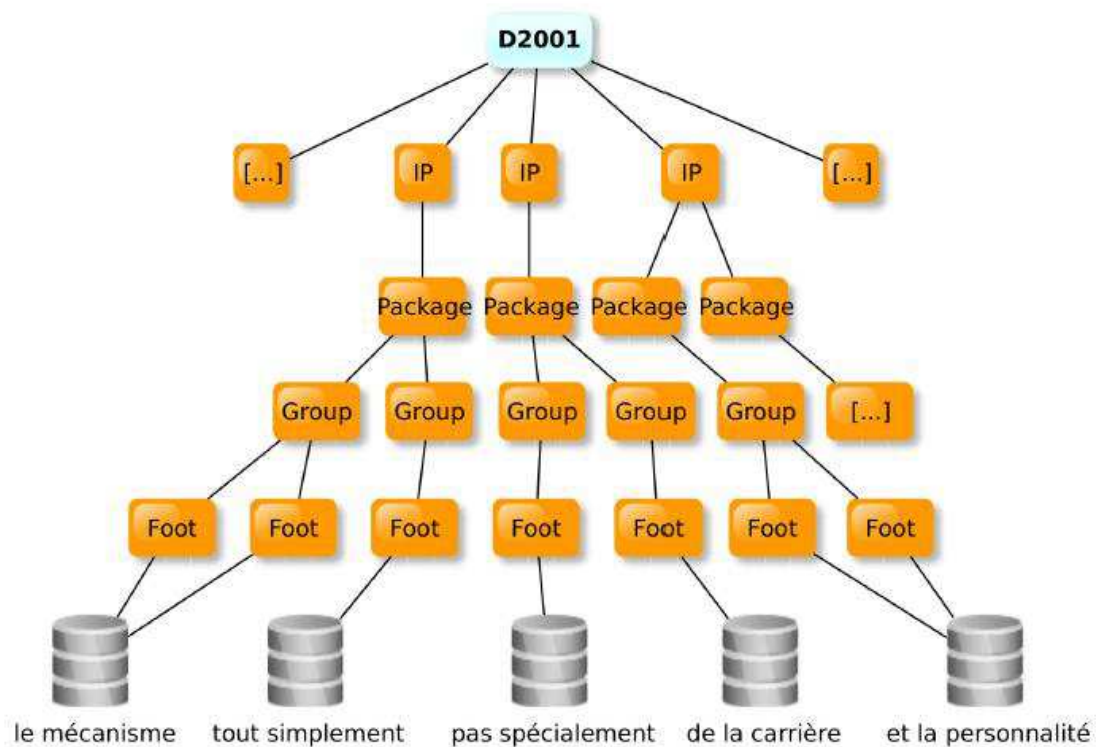 D2001
[...] IP IP IP [...]
Package Package Package Package
Group Group Group Group Group [...]
Foot Foot Foot Foot Foot Foot Foot
le mécanisme tout simplement pas spécialement de la carrière et la personnalité